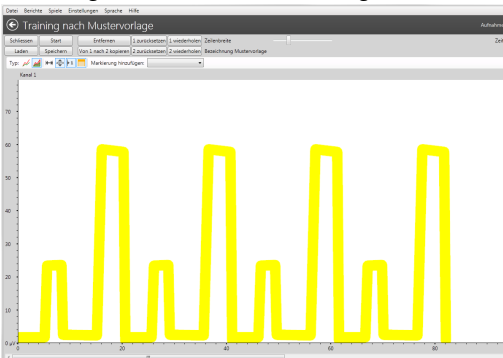 Datei Berichte Spiele Einstellungen Sprache Hilfe
Training nach Mustervorlage
Aufnahme
Schliessen Start Entfernen 1 zurücksetzen 1 wiederholen Zeilenbreite Zeit
Laden Speichern Von 1 nach 2 kopieren 2 zurücksetzen 2 wiederholen Bezeichnung Mustervorlage
Typ: Markierung hinzufügen:
Kanal 1
70
60
50
40
30
20
10
0 µV
0 20 40 60 80